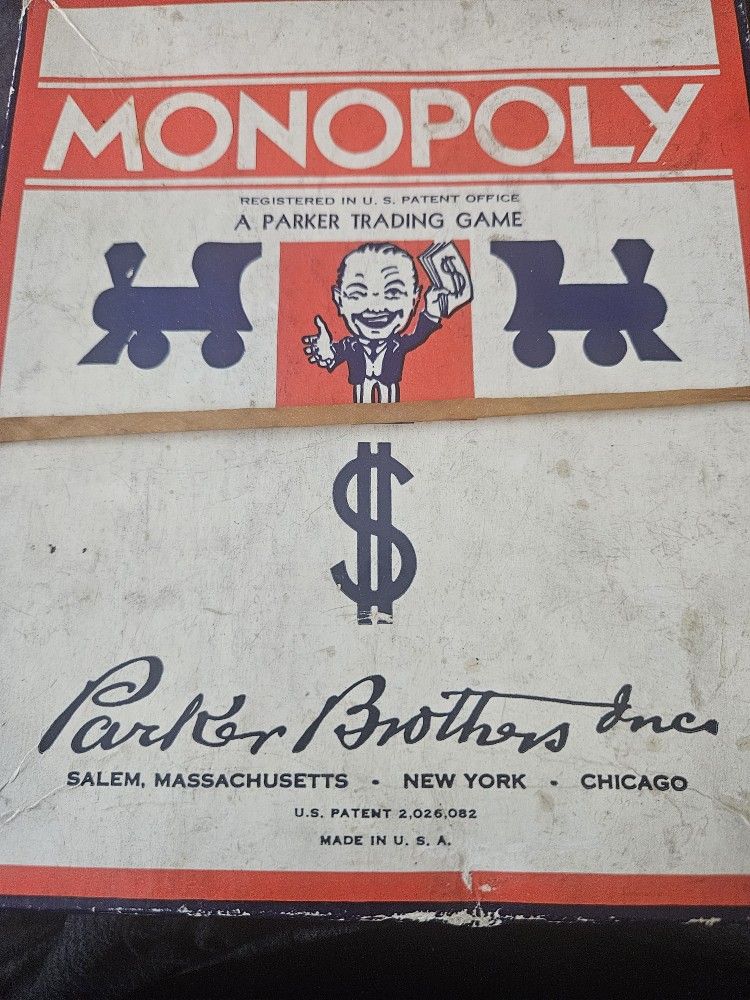 MONOPOLY
REGISTERED IN U. S. PATENT OFFICE
A PARKER TRADING GAME
$
$
Parker Brothers Inc.
SALEM, MASSACHUSETTS • NEW YORK • CHICAGO
U.S. PATENT 2,026,082
MADE IN U. S. A.